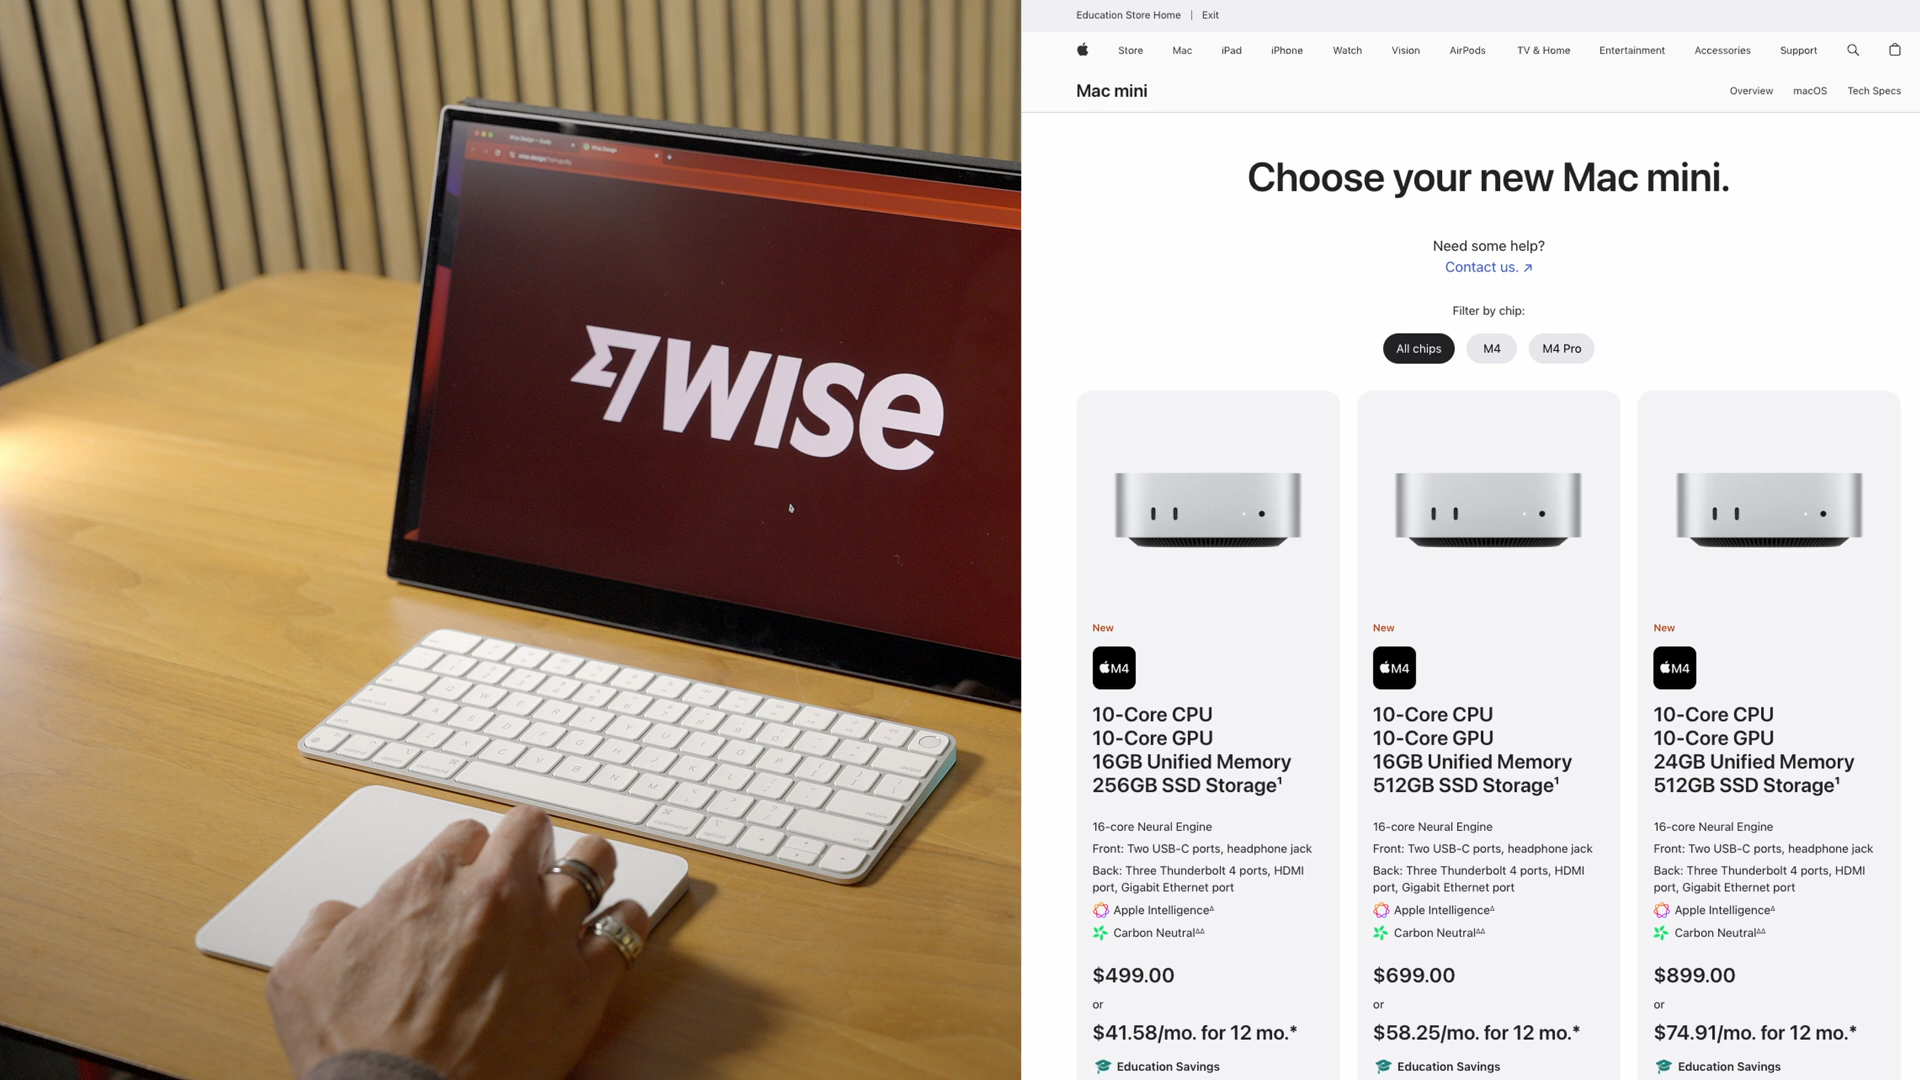 Education Store Home | Exit
Store Mac iPad iPhone Watch Vision AirPods TV & Home Entertainment Accessories Support
Mac mini
Overview macOS Tech Specs
Choose your new Mac mini.
Need some help?
Contact us. ↗
Filter by chip:
All chips M4 M4 Pro
New
M4
10-Core CPU
10-Core GPU
16GB Unified Memory
256GB SSD Storage¹
16-core Neural Engine
Front: Two USB-C ports, headphone jack
Back: Three Thunderbolt 4 ports, HDMI
port, Gigabit Ethernet port
Apple Intelligence∆
Carbon Neutral∆∆
$499.00
or
$41.58/mo. for 12 mo.*
Education Savings
New
M4
10-Core CPU
10-Core GPU
16GB Unified Memory
512GB SSD Storage¹
16-core Neural Engine
Front: Two USB-C ports, headphone jack
Back: Three Thunderbolt 4 ports, HDMI
port, Gigabit Ethernet port
Apple Intelligence∆
Carbon Neutral∆∆
$699.00
or
$58.25/mo. for 12 mo.*
Education Savings
New
M4
10-Core CPU
10-Core GPU
24GB Unified Memory
512GB SSD Storage¹
16-core Neural Engine
Front: Two USB-C ports, headphone jack
Back: Three Thunderbolt 4 ports, HDMI
port, Gigabit Ethernet port
Apple Intelligence∆
Carbon Neutral∆∆
$899.00
or
$74.91/mo. for 12 mo.*
Education Savings
WISE